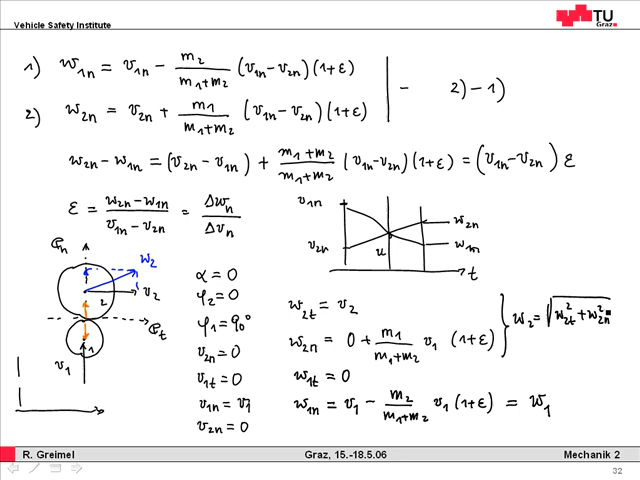 Vehicle Safety Institute
TU
Graz
1) w1n = v1n − m2/(m1+m2) (v1n − v2n)(1+ε)
2) w2n = v2n + m1/(m1+m2) (v1n − v2n)(1+ε)
− 2) − 1)
w2n − w1n = (v2n − v1n) + (m1+m2)/(m1+m2) (v1n − v2n)(1+ε) = (v1n − v2n) ε
ε = (w2n − w1n)/(v1n − v2n) = Δwn/Δvn
v1n
v2n
u
w2n
w1n
t
w2
v2
2
1
v1
α = 0
φ2 = 0
φ1 = 90°
v2n = 0
v1t = 0
v1n = v1
v2n = 0
w2t = v2
w2n = 0 + m1/(m1+m2) v1 (1+ε)
w2 = √(w2t² + w2n²)
w1t = 0
w1n = v1 − m2/(m1+m2) v1 (1+ε) = w1
R. Greimel
Graz, 15.-18.5.06
Mechanik 2
32